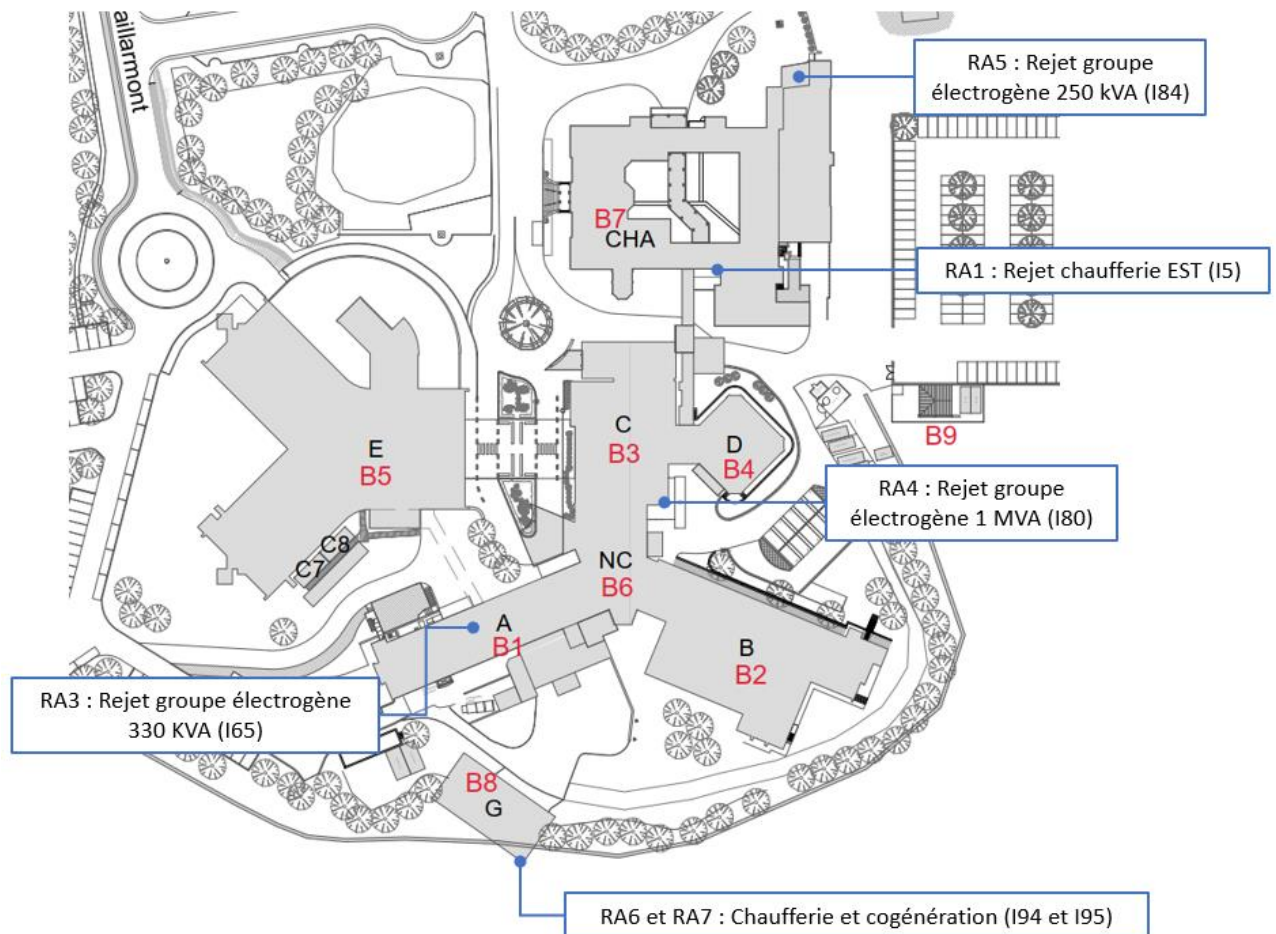 aillarmont
RA5 : Rejet groupe
électrogène 250 kVA (I84)
B7
CHA
RA1 : Rejet chaufferie EST (I5)
E
B5
C
B3
D
B4
B9
RA4 : Rejet groupe
électrogène 1 MVA (I80)
C8
C7
NC
B6
A
B1
B
B2
RA3 : Rejet groupe électrogène
330 KVA (I65)
B8
G
RA6 et RA7 : Chaufferie et cogénération (I94 et I95)